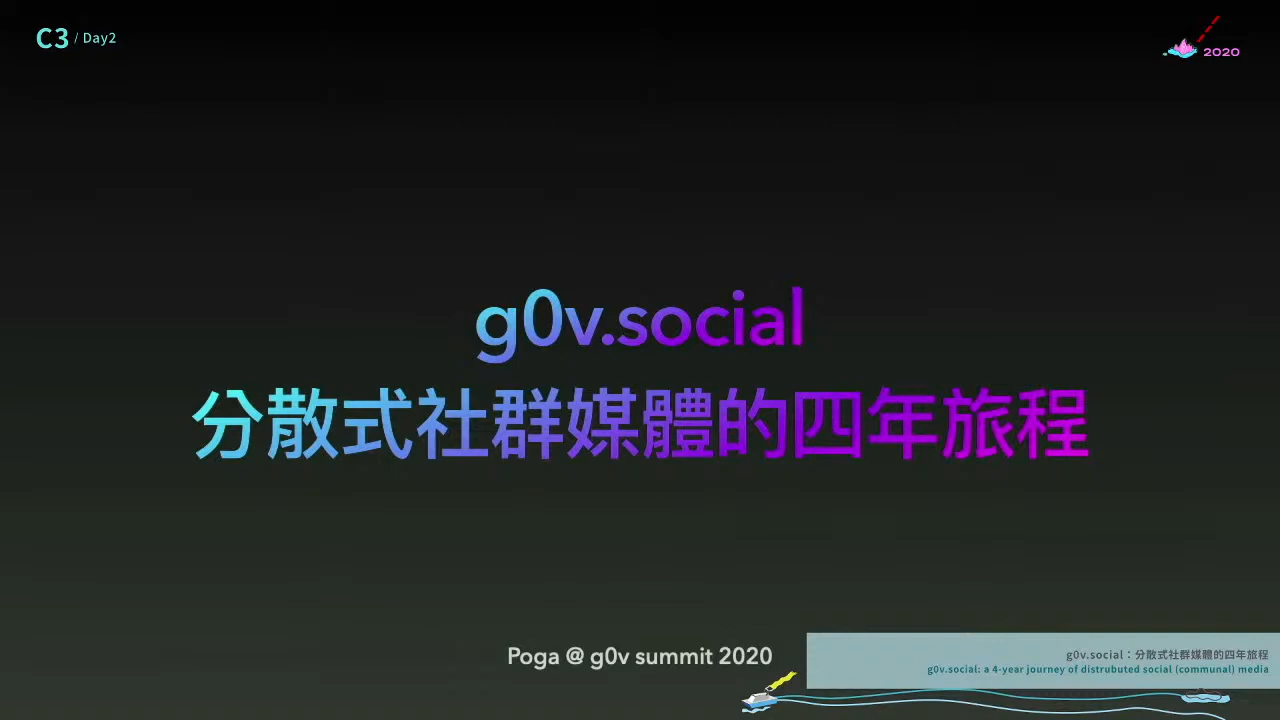 C3 / Day2
2020
g0v.social
分散式社群媒體的四年旅程
Poga @ g0v summit 2020
g0v.social：分散式社群媒體的四年旅程
g0v.social: a 4-year journey of distrubuted social (communal) media